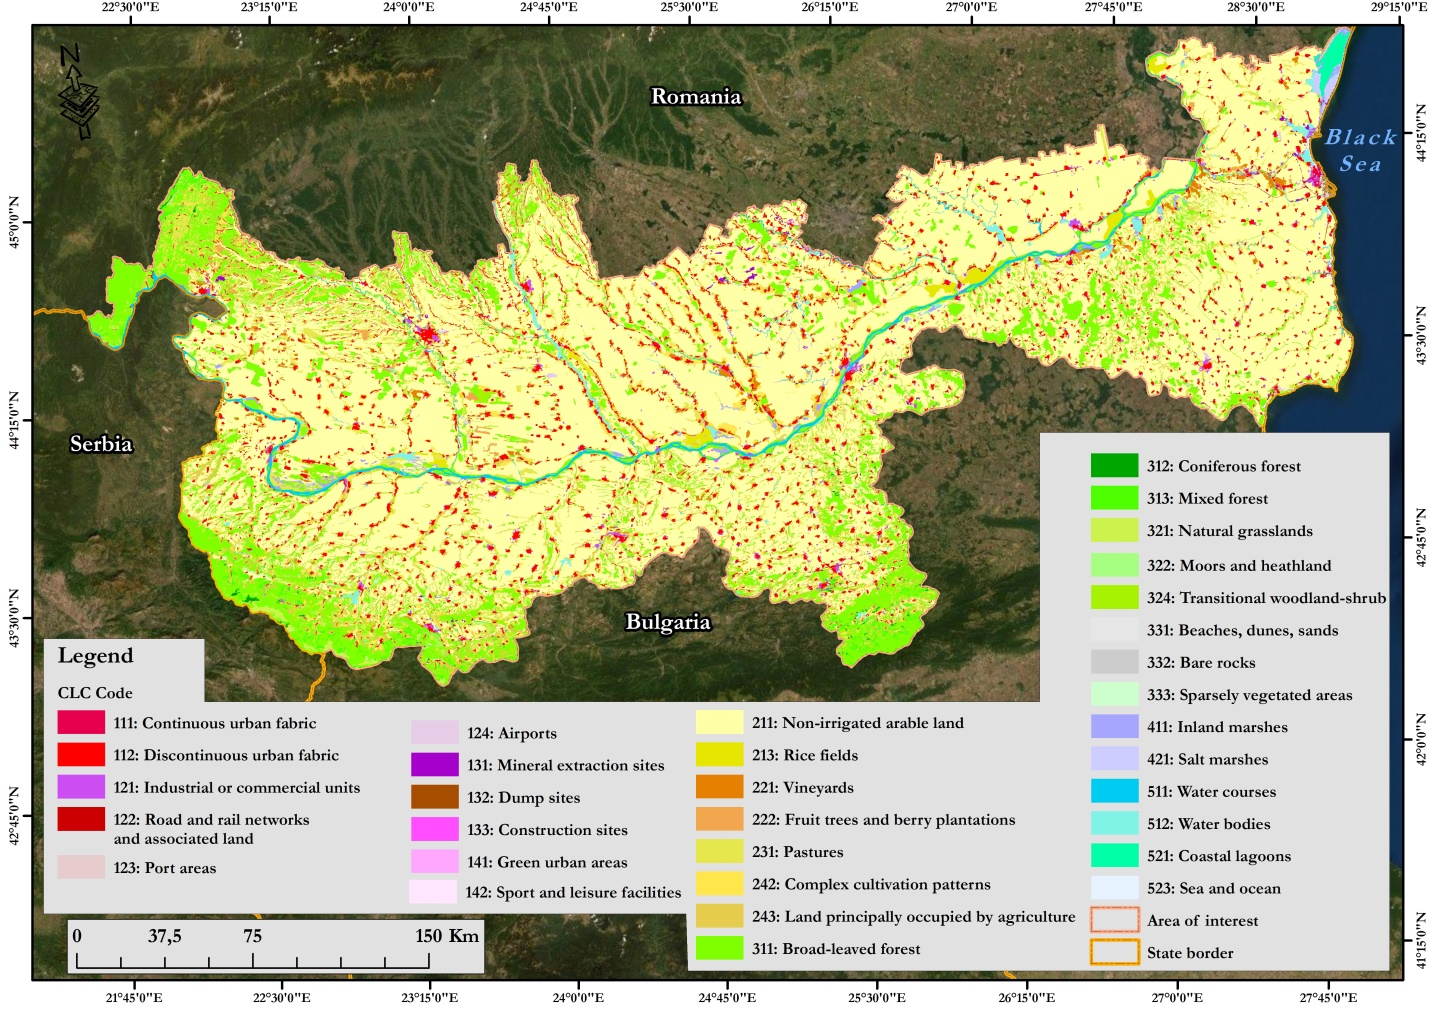 22°30'0"E 23°15'0"E 24°0'0"E 24°45'0"E 25°30'0"E 26°15'0"E 27°0'0"E 27°45'0"E 28°30'0"E 29°15'0"E
N
Romania
Black
Sea
44°15'0"N
45°0'0"N
43°30'0"N
44°15'0"N
Serbia
42°45'0"N
43°30'0"N
Bulgaria
42°0'0"N
42°45'0"N
41°15'0"N
Legend
CLC Code
111: Continuous urban fabric
112: Discontinuous urban fabric
121: Industrial or commercial units
122: Road and rail networks
and associated land
123: Port areas
124: Airports
131: Mineral extraction sites
132: Dump sites
133: Construction sites
141: Green urban areas
142: Sport and leisure facilities
211: Non-irrigated arable land
213: Rice fields
221: Vineyards
222: Fruit trees and berry plantations
231: Pastures
242: Complex cultivation patterns
243: Land principally occupied by agriculture
311: Broad-leaved forest
312: Coniferous forest
313: Mixed forest
321: Natural grasslands
322: Moors and heathland
324: Transitional woodland-shrub
331: Beaches, dunes, sands
332: Bare rocks
333: Sparsely vegetated areas
411: Inland marshes
421: Salt marshes
511: Water courses
512: Water bodies
521: Coastal lagoons
523: Sea and ocean
Area of interest
State border
0 37,5 75 150 Km
21°45'0"E 22°30'0"E 23°15'0"E 24°0'0"E 24°45'0"E 25°30'0"E 26°15'0"E 27°0'0"E 27°45'0"E